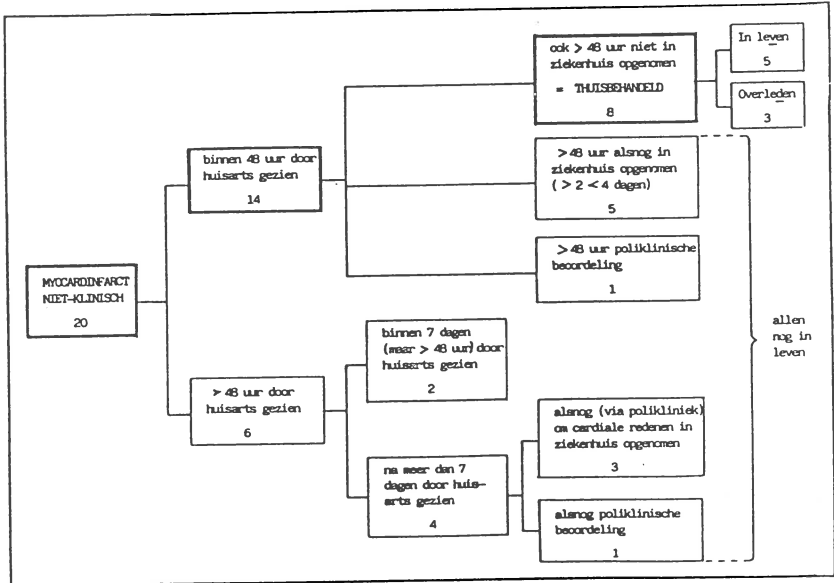 MYOCARDINFARCT
NIET-KLINISCH
20
binnen 48 uur door
huisarts gezien
14
ook > 48 uur niet in
ziekenhuis opgenomen
= THUISBEHANDELD
8
In leven
5
Overleden
3
>48 uur alsnog in
ziekenhuis opgenomen
( > 2 < 4 dagen)
5
>48 uur poliklinische
beoordeling
1
> 48 uur door
huisarts gezien
6
binnen 7 dagen
(maar > 48 uur) door
huisarts gezien
2
na meer dan 7
dagen door huis-
arts gezien
4
alsnog (via polikliniek)
om cardiale redenen in
ziekenhuis opgenomen
3
alsnog poliklinische
beoordeling
1
allen
nog in
leven